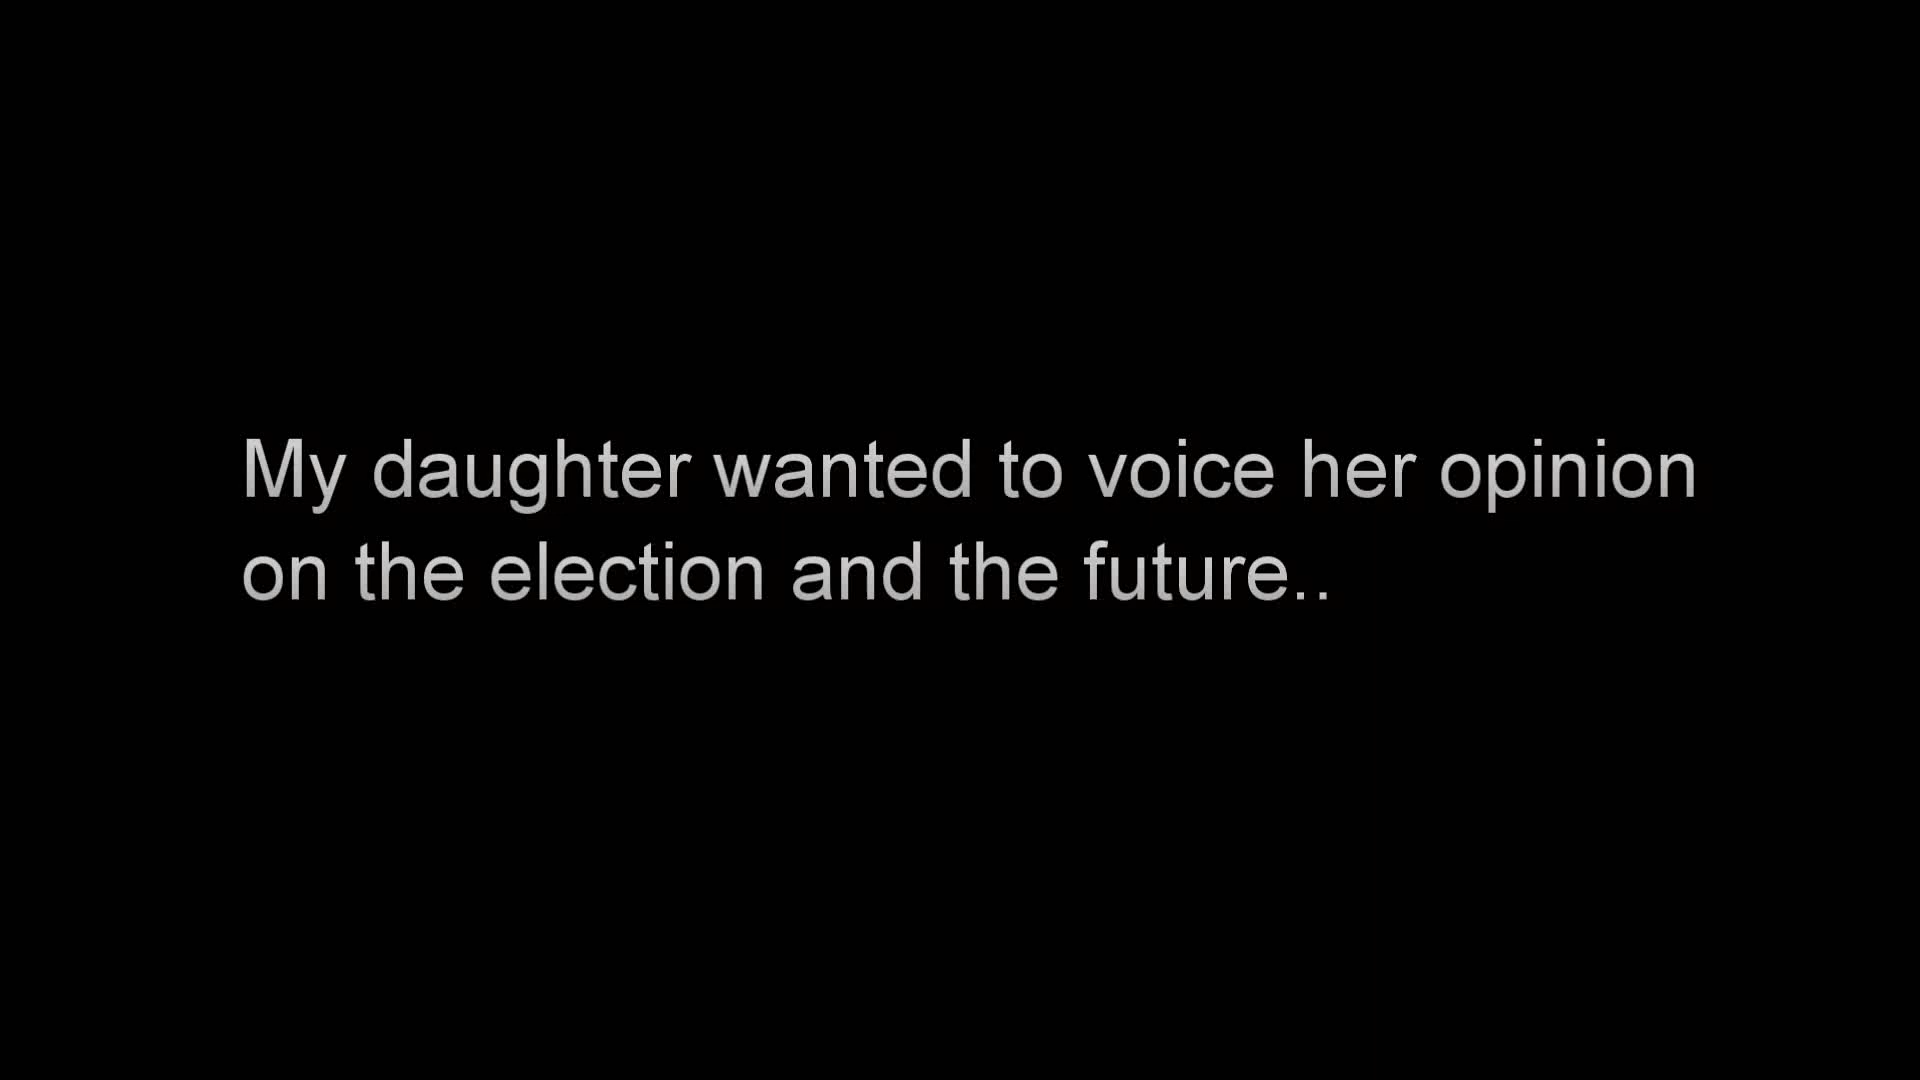 My daughter wanted to voice her opinion
on the election and the future..